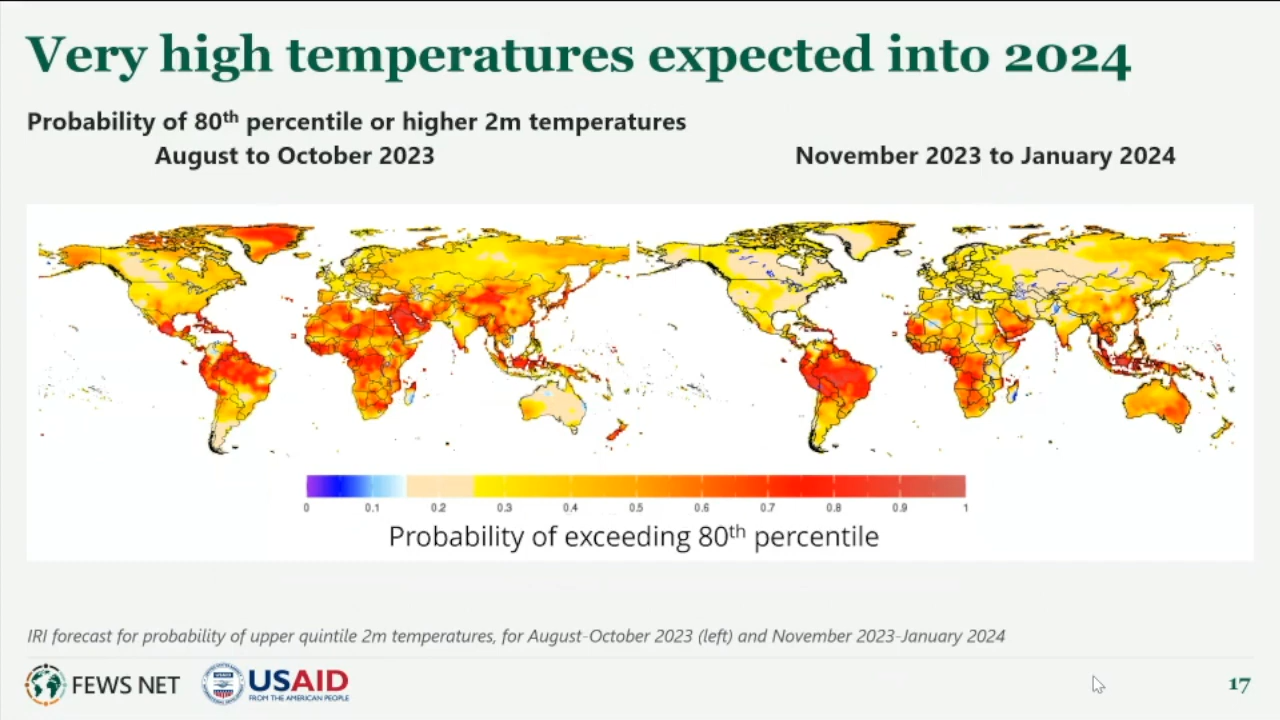 Very high temperatures expected into 2024
Probability of 80th percentile or higher 2m temperatures
August to October 2023
November 2023 to January 2024
0 0.1 0.2 0.3 0.4 0.5 0.6 0.7 0.8 0.9 1
Probability of exceeding 80th percentile
IRI forecast for probability of upper quintile 2m temperatures, for August-October 2023 (left) and November 2023-January 2024
FEWS NET
USAID
FROM THE AMERICAN PEOPLE
17